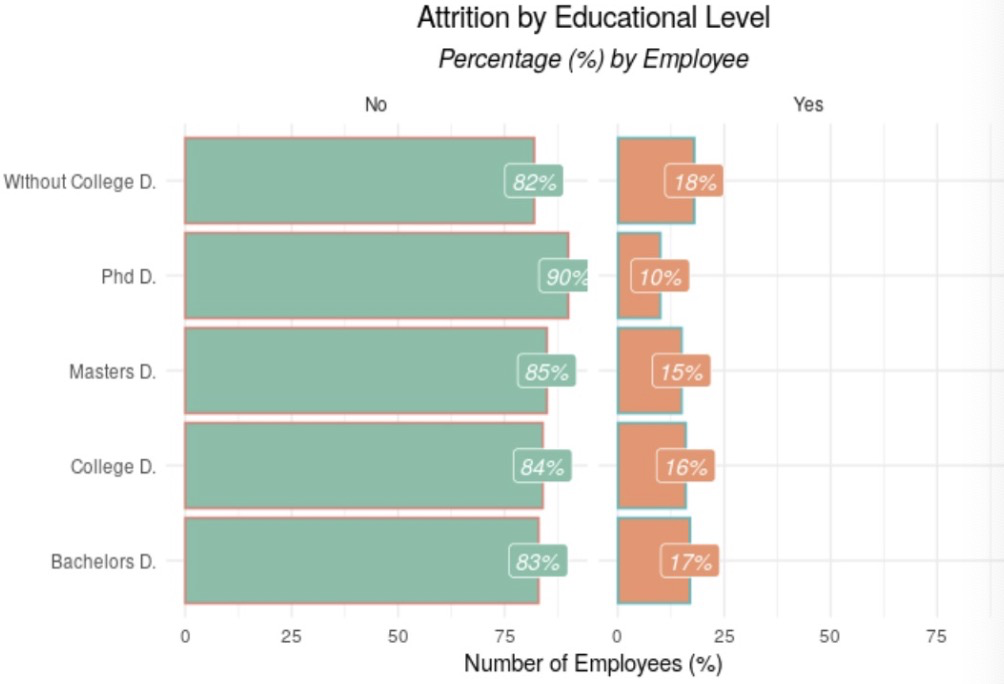 Attrition by Educational Level
Percentage (%) by Employee
No Yes
Without College D. 82% 18%
Phd D. 90% 10%
Masters D. 85% 15%
College D. 84% 16%
Bachelors D. 83% 17%
0 25 50 75 0 25 50 75
Number of Employees (%)